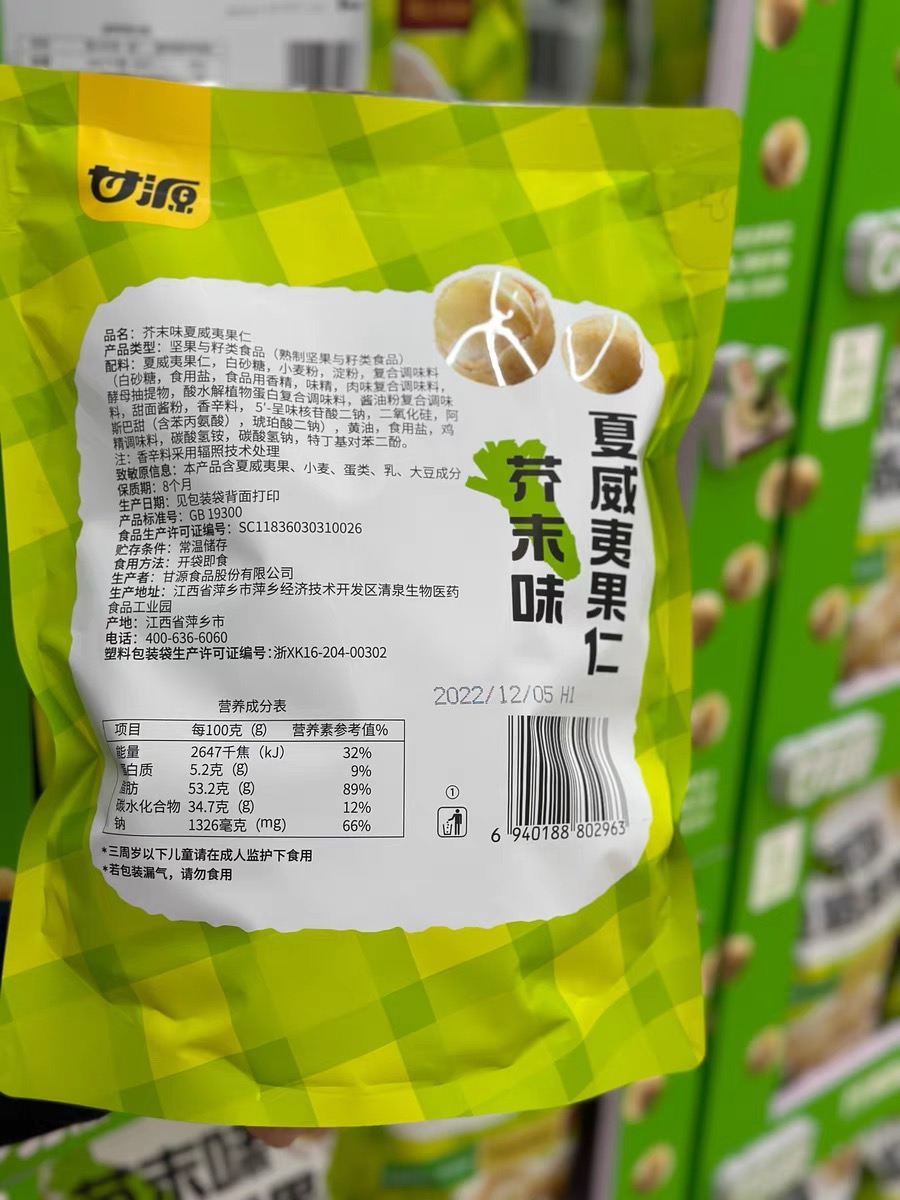 甘源
品名：芥末味夏威夷果仁
产品类型：坚果与籽类食品（熟制坚果与籽类食品）
配料：夏威夷果仁，白砂糖，小麦粉，淀粉，复合调味料
（白砂糖，食用盐，食品用香精，味精，肉味复合调味料，
酵母抽提物，酸水解植物蛋白复合调味料，酱油粉复合调味
料，甜面酱粉，香辛料，5'-呈味核苷酸二钠，二氧化硅，阿
斯巴甜（含苯丙氨酸），琥珀酸二钠），黄油，食用盐，鸡
精调味料，碳酸氢铵，碳酸氢钠，特丁基对苯二酚。
注：香辛料采用辐照技术处理
致敏原信息：本产品含夏威夷果、小麦、蛋类、乳、大豆成分
保质期：8个月
生产日期：见包装袋背面打印
产品标准号：GB 19300
食品生产许可证编号：SC11836030310026
贮存条件：常温储存
食用方法：开袋即食
生产者：甘源食品股份有限公司
生产地址：江西省萍乡市萍乡经济技术开发区清泉生物医药
食品工业园
产地：江西省萍乡市
电话：400-636-6060
塑料包装袋生产许可证编号：浙XK16-204-00302
夏威夷果仁
芥末味
2022/12/05 H1
营养成分表
项目 每100克（g） 营养素参考值%
能量 2647千焦（kJ） 32%
蛋白质 5.2克（g） 9%
脂肪 53.2克（g） 89%
碳水化合物 34.7克（g） 12%
钠 1326毫克（mg） 66%
①
6 940188 802963
*三周岁以下儿童请在成人监护下食用
*若包装漏气，请勿食用
芥末味